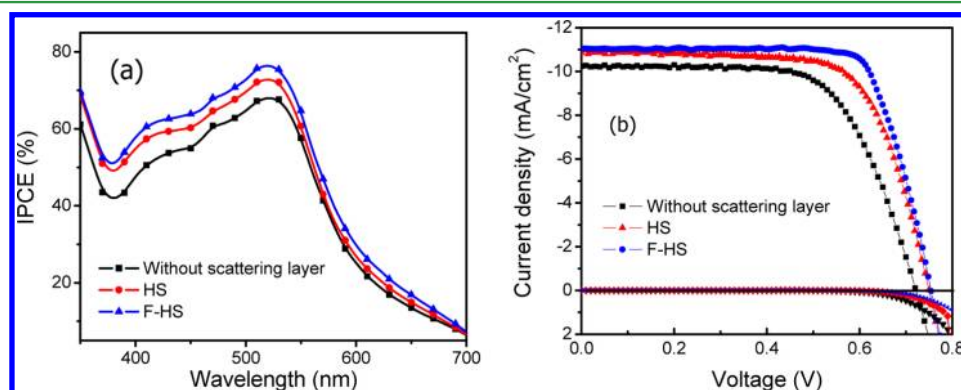 (a)
IPCE (%)
80
60
40
20
Without scattering layer
HS
F-HS
400
500
600
700
Wavelength (nm)
(b)
Current density (mA/cm²)
-12
-10
-8
-6
-4
-2
0
2
Without scattering layer
HS
F-HS
0.0
0.2
0.4
0.6
0.8
Voltage (V)